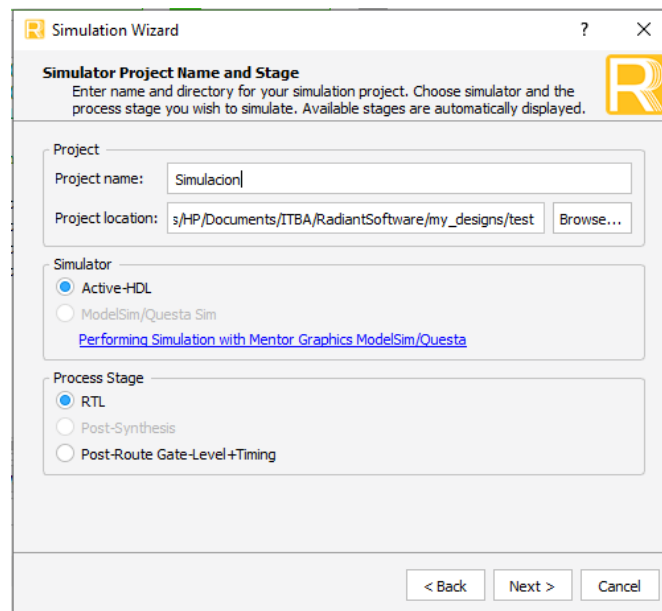 Simulation Wizard
Simulator Project Name and Stage
Enter name and directory for your simulation project. Choose simulator and the
process stage you wish to simulate. Available stages are automatically displayed.
Project
Project name: Simulacion
Project location: s/HP/Documents/ITBA/RadiantSoftware/my_designs/test Browse...
Simulator
Active-HDL
ModelSim/Questa Sim
Performing Simulation with Mentor Graphics ModelSim/Questa
Process Stage
RTL
Post-Synthesis
Post-Route Gate-Level+Timing
< Back Next > Cancel